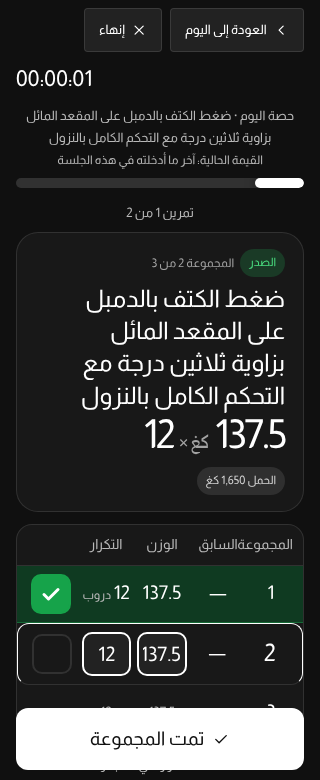 العودة إلى اليوم
إنهاء
00:00:01
حصة اليوم · ضغط الكتف بالدمبل على المقعد المائل
بزاوية ثلاثين درجة مع التحكم الكامل بالنزول
القيمة الحالية: آخر ما أدخلته في هذه الجلسة
تمرين 1 من 2
الصدر المجموعة 2 من 3
ضغط الكتف بالدمبل
على المقعد المائل
بزاوية ثلاثين درجة مع
التحكم الكامل بالنزول
137.5 كغ × 12
الحمل 1,650 كغ
المجموعة السابق الوزن التكرار
1 — 137.5 12 دروب
2 — 137.5 12
تمت المجموعة